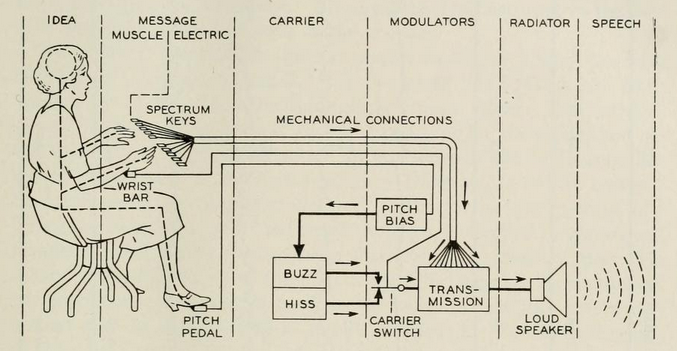 IDEA
MESSAGE
MUSCLE ELECTRIC
CARRIER
MODULATORS
RADIATOR
SPEECH
SPECTRUM
KEYS
MECHANICAL CONNECTIONS
WRIST
BAR
PITCH
BIAS
BUZZ
HISS
TRANS-
MISSION
CARRIER
SWITCH
LOUD
SPEAKER
PITCH
PEDAL